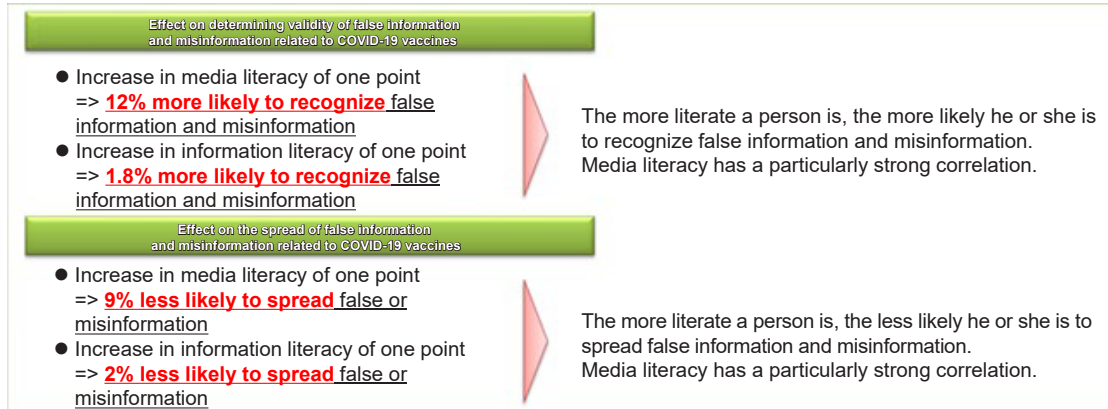 Effect on determining validity of false information
and misinformation related to COVID-19 vaccines
● Increase in media literacy of one point
=> 12% more likely to recognize false
information and misinformation
● Increase in information literacy of one point
=> 1.8% more likely to recognize false
information and misinformation
The more literate a person is, the more likely he or she is
to recognize false information and misinformation.
Media literacy has a particularly strong correlation.
Effect on the spread of false information
and misinformation related to COVID-19 vaccines
● Increase in media literacy of one point
=> 9% less likely to spread false or
misinformation
● Increase in information literacy of one point
=> 2% less likely to spread false or
misinformation
The more literate a person is, the less likely he or she is to
spread false information and misinformation.
Media literacy has a particularly strong correlation.